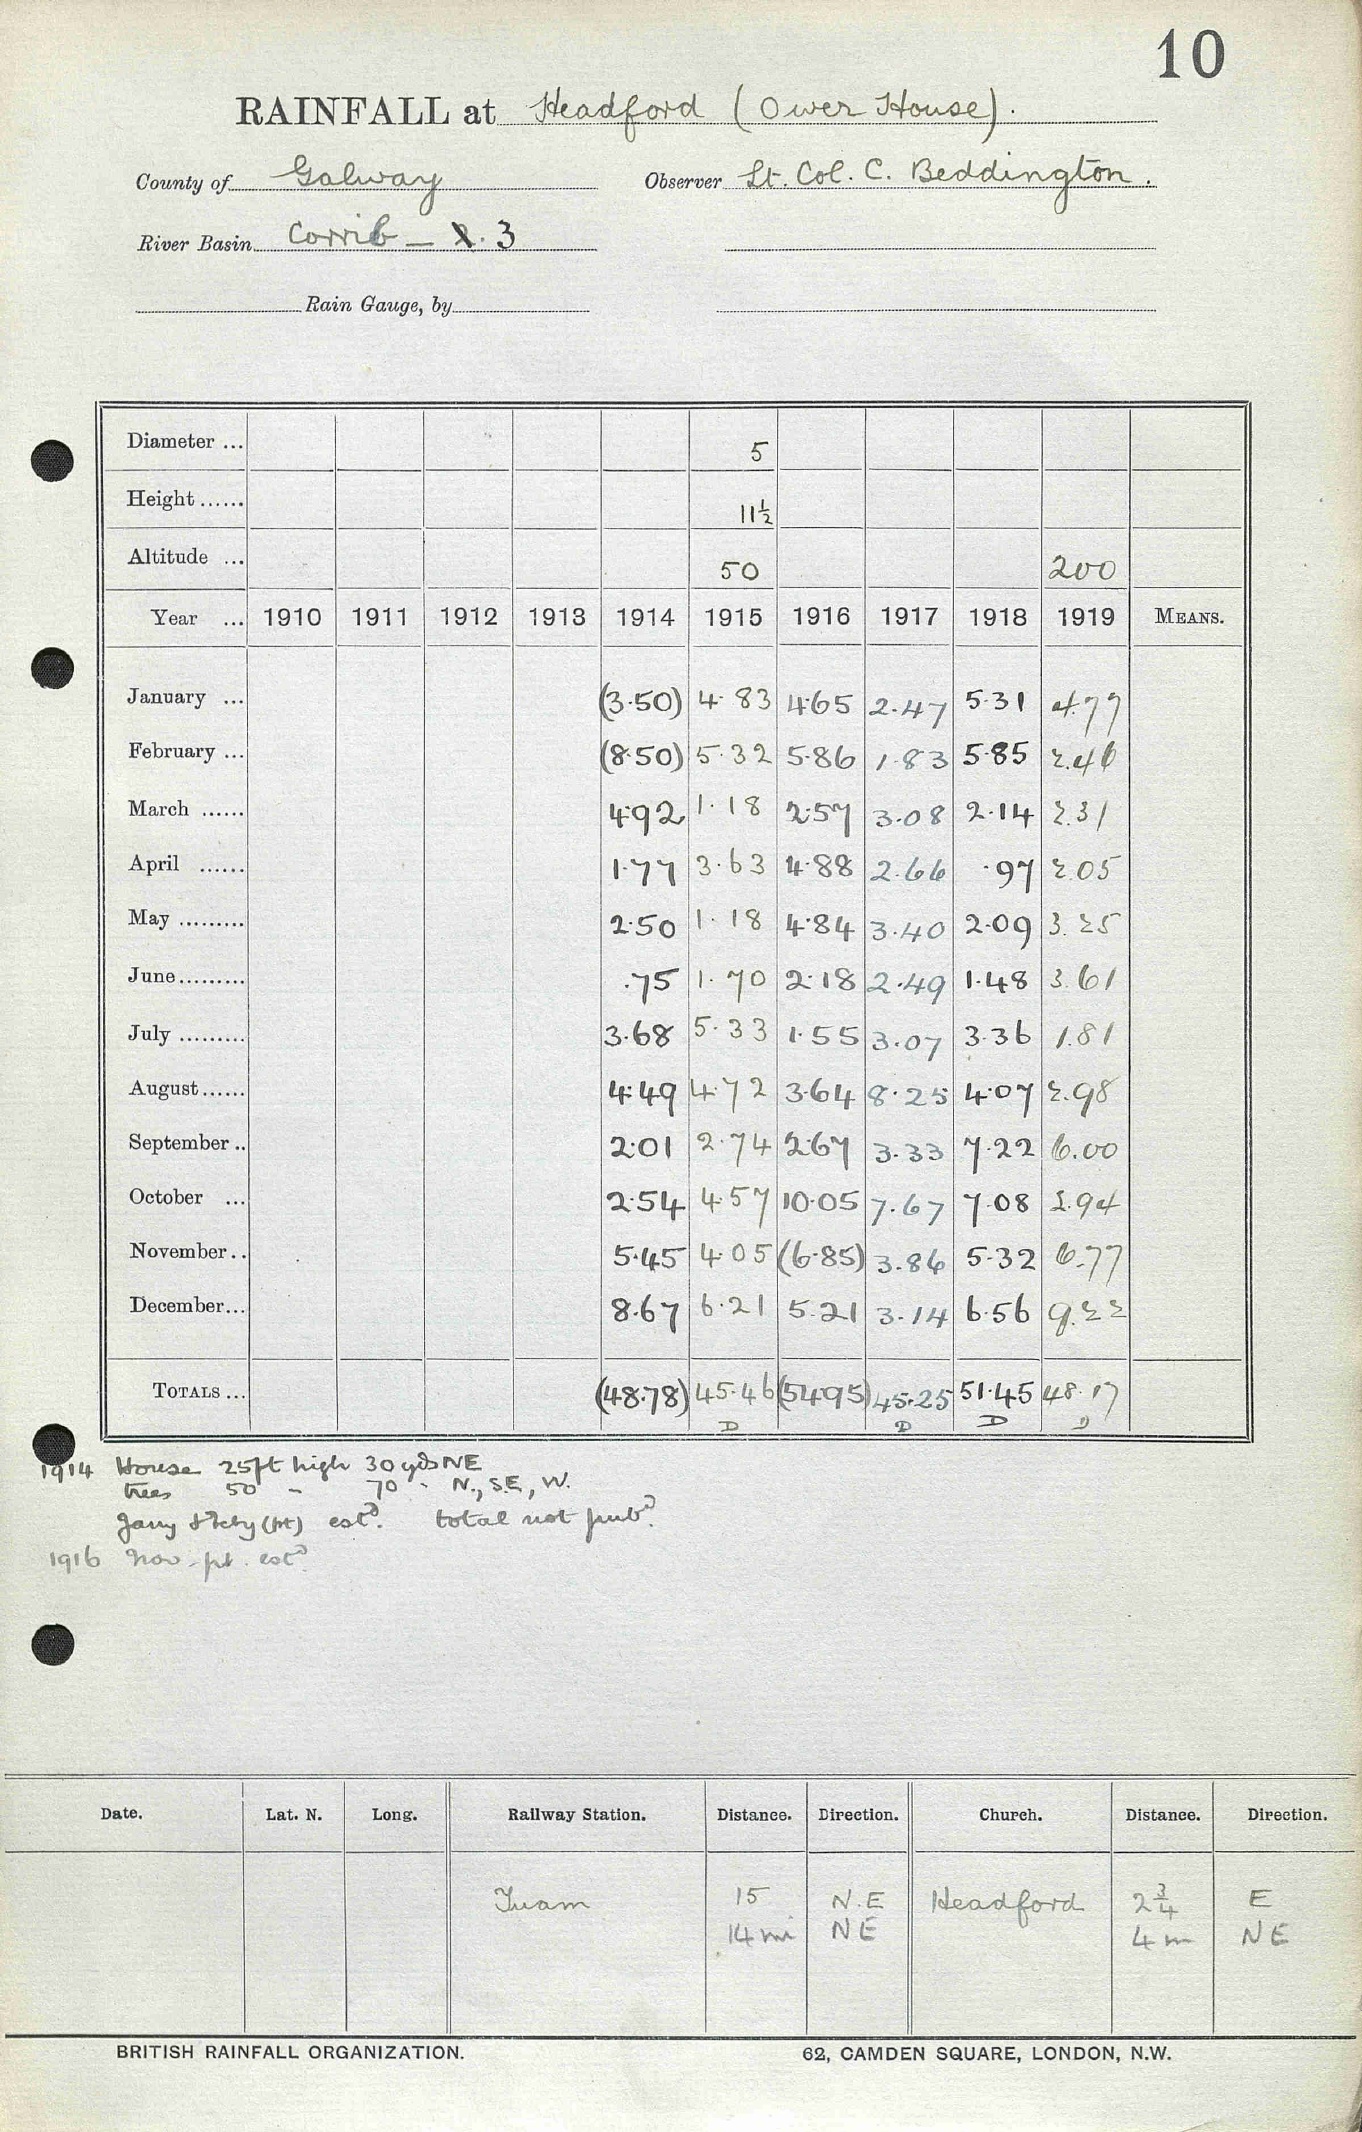 10
RAINFALL at Headford (Ower House).
County of Galway Observer Lt. Col. C. Beddington.
River Basin Corrib — 2. 3
Rain Gauge, by
Diameter ... 5
Height ...... 11½
Altitude ... 50 200
Year ... 1910 1911 1912 1913 1914 1915 1916 1917 1918 1919 MEANS.
January ... (3.50) 4.83 4.65 2.47 5.31 4.77
February ... (8.50) 5.32 5.86 1.83 5.85 2.46
March ...... 4.92 1.18 2.57 3.08 2.14 2.31
April ...... 1.77 3.63 4.88 2.66 .97 2.05
May ......... 2.50 1.18 4.84 3.40 2.09 3.25
June ......... .75 1.70 2.18 2.49 1.48 3.61
July ......... 3.68 5.33 1.55 3.07 3.36 1.81
August ...... 4.49 4.72 3.64 8.25 4.07 2.98
September .. 2.01 2.74 2.67 3.33 7.22 6.00
October ... 2.54 4.57 10.05 7.67 7.08 2.94
November .. 5.45 4.05 (6.85) 3.86 5.32 6.77
December ... 8.67 6.21 5.21 3.14 6.56 9.22
TOTALS ... (48.78) 45.46 (54.95) 45.25 51.45 48.17
D D D D
1914 House 25ft high 30 yds NE
trees 50 " 70 " N., S.E, W.
Jany & Feby (pt) estd. total not pubd.
1916 Nov. pt. estd
Date. Lat. N. Long. Railway Station. Distance. Direction. Church. Distance. Direction.
Tuam 15 N.E Headford 2¾ E
14 mi NE 4 m NE
BRITISH RAINFALL ORGANIZATION. 62, CAMDEN SQUARE, LONDON, N.W.